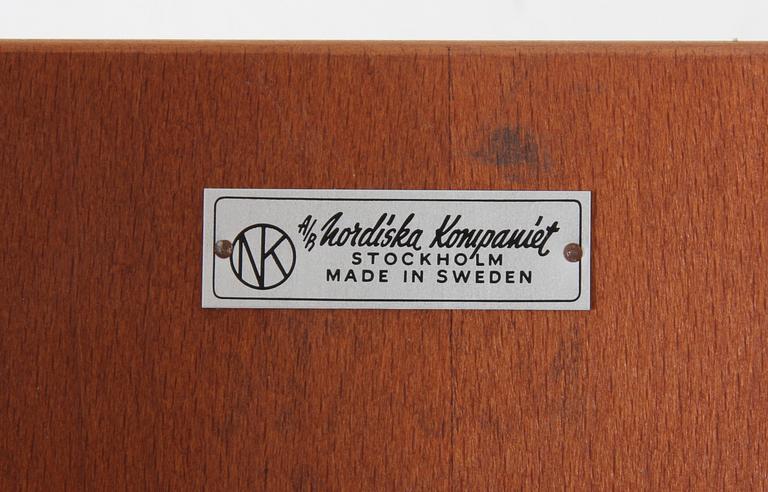 NK
A/B Nordiska Kompaniet
STOCKHOLM
MADE IN SWEDEN